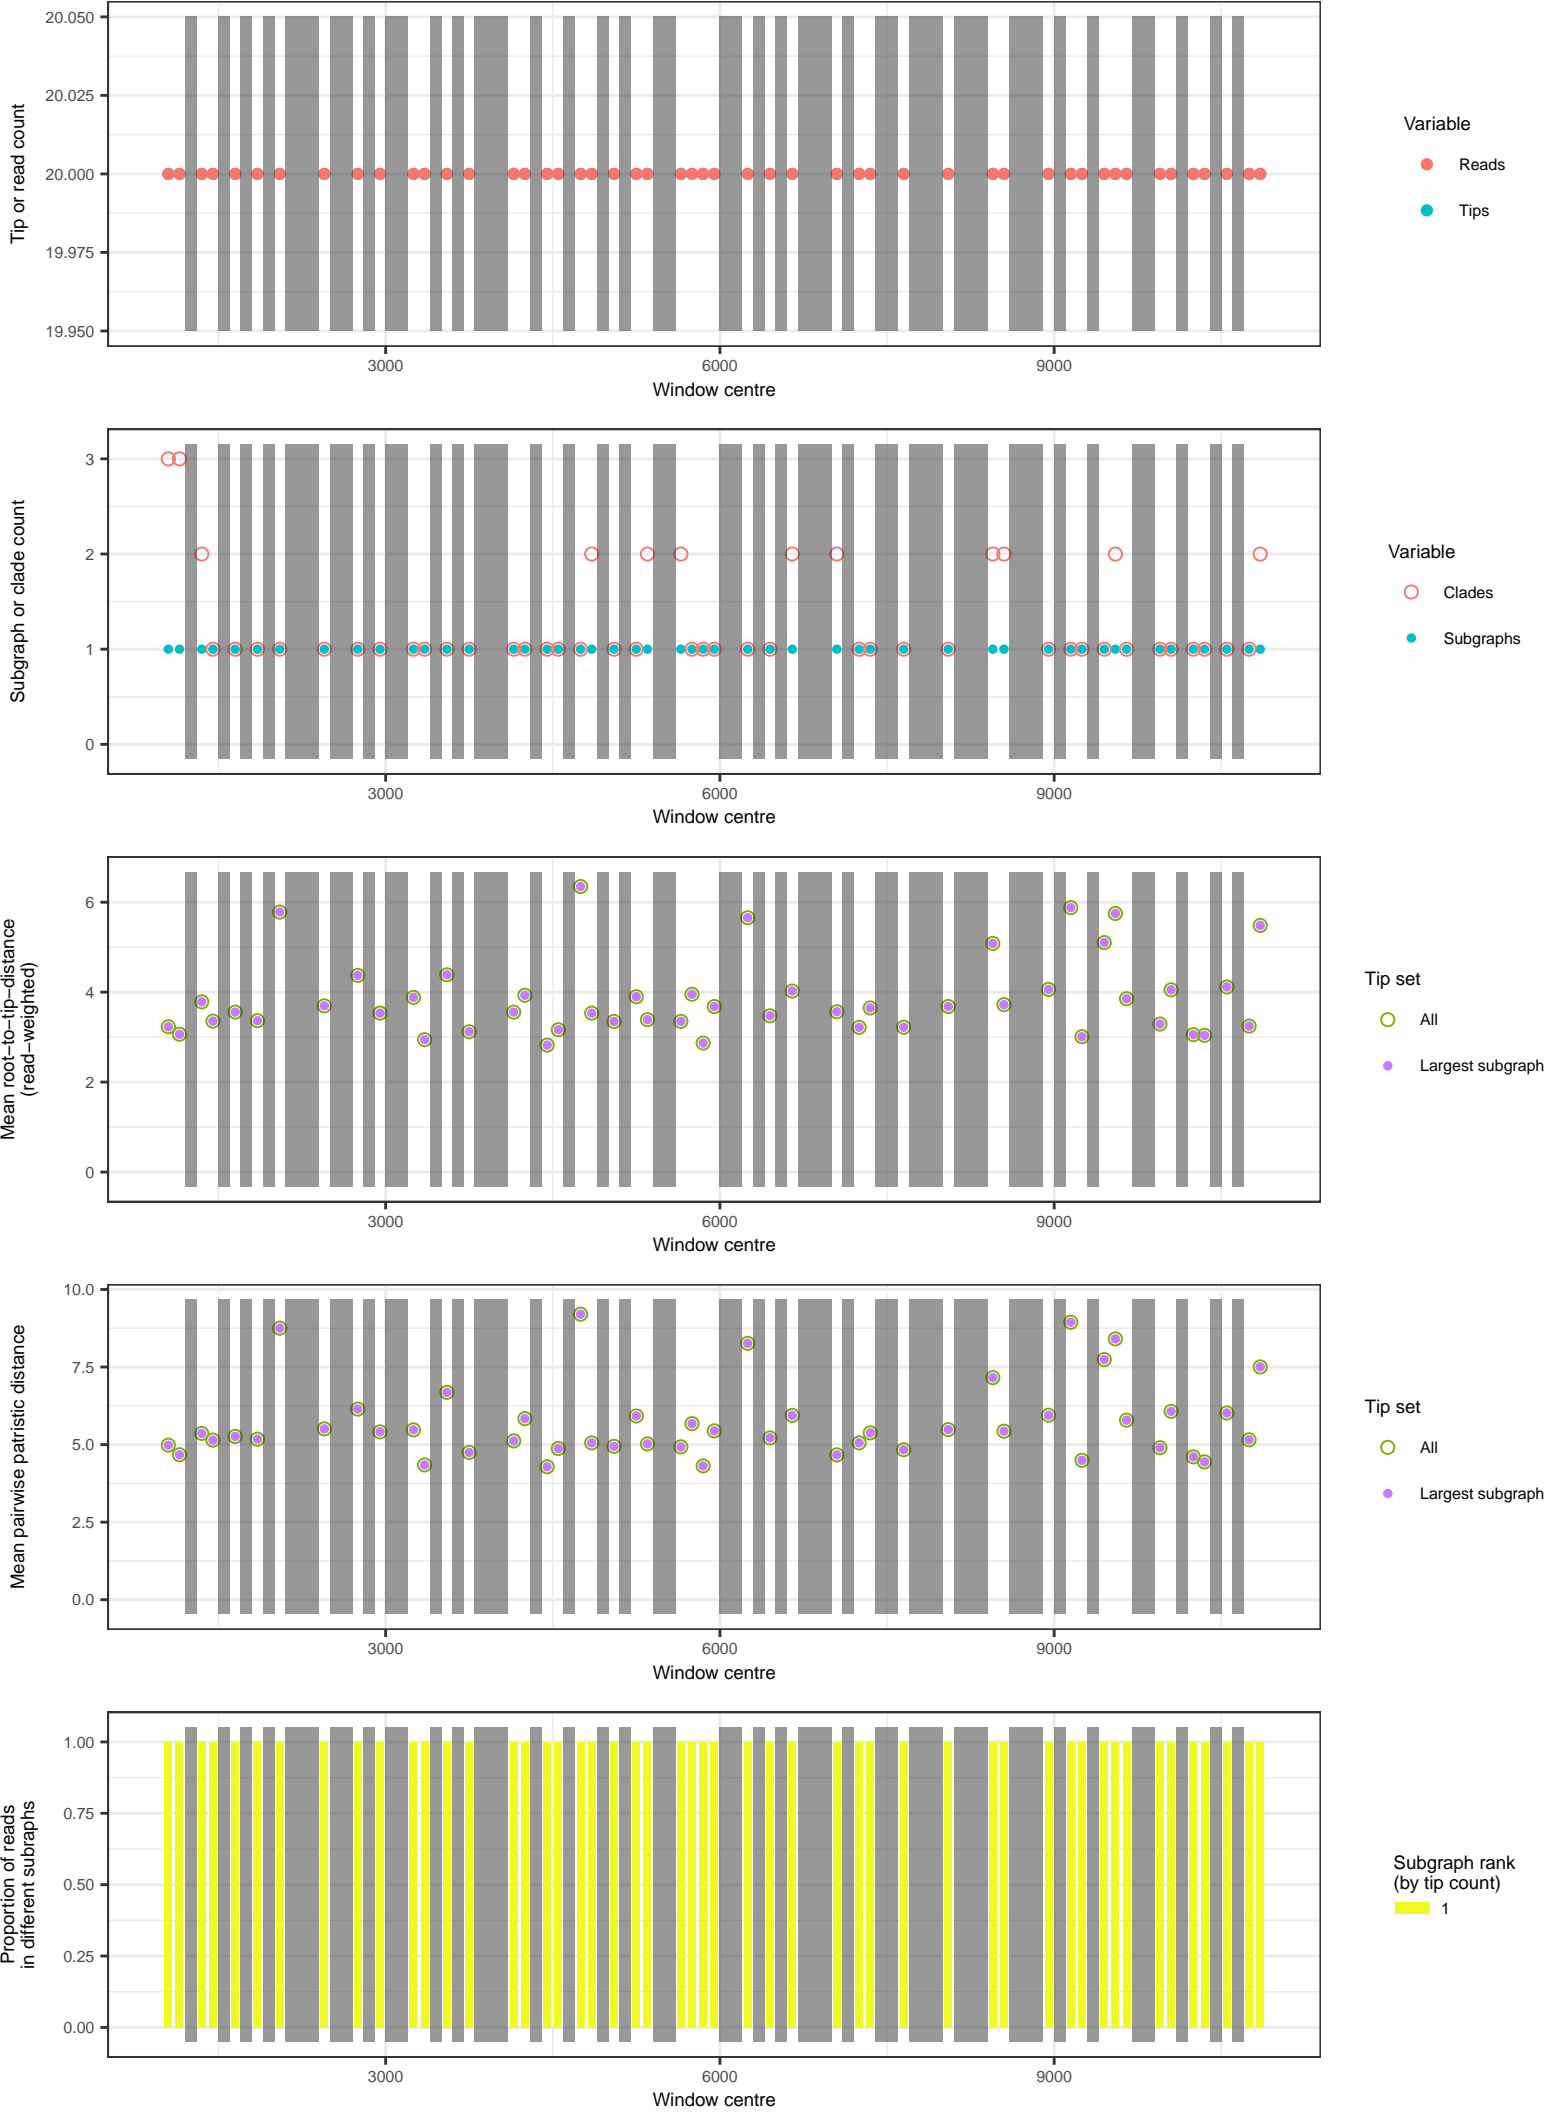 20.050
20.025
20.000
19.975
19.950
Tip or read count
3000
6000
9000
Window centre
Variable
Reads
Tips
3
2
1
0
Subgraph or clade count
3000
6000
9000
Window centre
Variable
Clades
Subgraphs
6
4
2
0
Mean root−to−tip−distance
(read−weighted)
3000
6000
9000
Window centre
Tip set
All
Largest subgraph
10.0
7.5
5.0
2.5
0.0
Mean pairwise patristic distance
3000
6000
9000
Window centre
Tip set
All
Largest subgraph
1.00
0.75
0.50
0.25
0.00
Proportion of reads
in different subraphs
3000
6000
9000
Window centre
Subgraph rank
(by tip count)
1